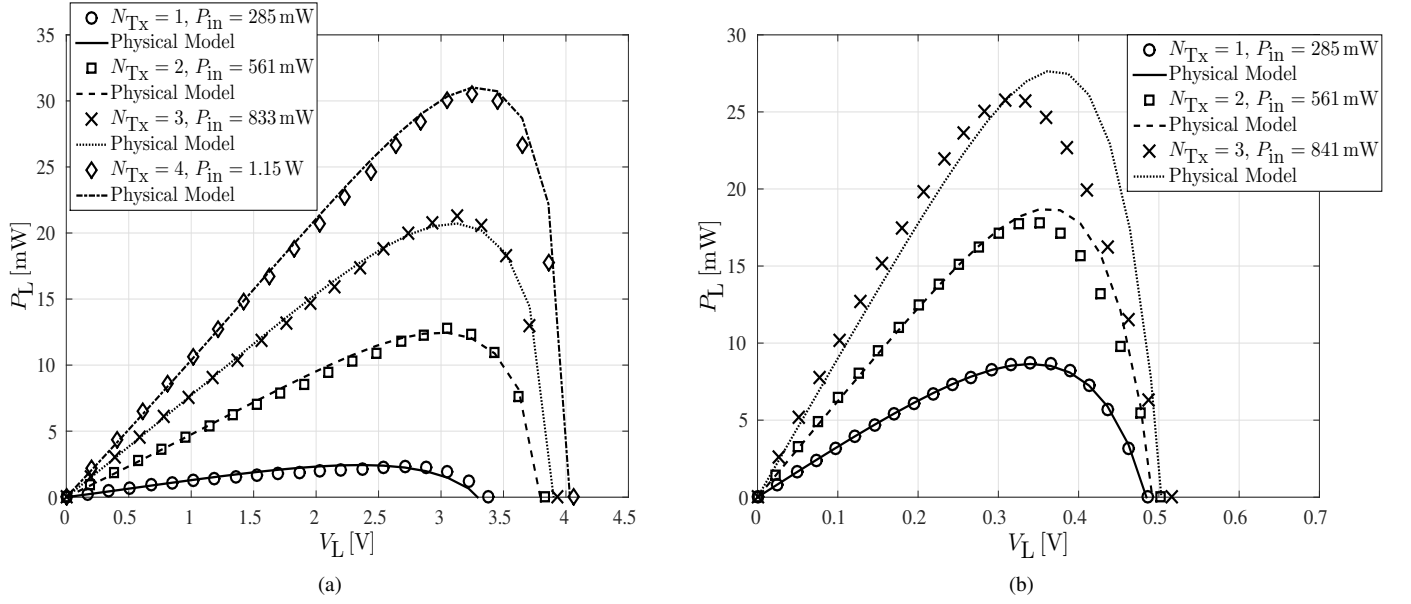 N_Tx = 1, P_in = 285 mW
Physical Model
N_Tx = 2, P_in = 561 mW
Physical Model
N_Tx = 3, P_in = 833 mW
Physical Model
N_Tx = 4, P_in = 1.15 W
Physical Model
35
30
25
20
15
10
5
0
P_L [mW]
0 0.5 1 1.5 2 2.5 3 3.5 4 4.5
V_L [V]
(a)
N_Tx = 1, P_in = 285 mW
Physical Model
N_Tx = 2, P_in = 561 mW
Physical Model
N_Tx = 3, P_in = 841 mW
Physical Model
30
25
20
15
10
5
0
P_L [mW]
0 0.1 0.2 0.3 0.4 0.5 0.6 0.7
V_L [V]
(b)